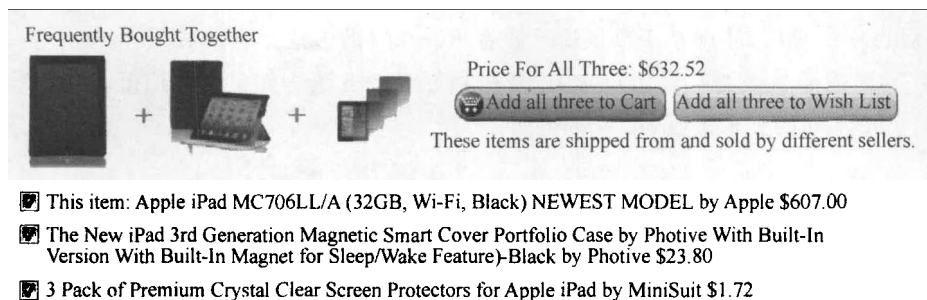 Frequently Bought Together
Price For All Three: $632.52
Add all three to Cart Add all three to Wish List
These items are shipped from and sold by different sellers.
This item: Apple iPad MC706LL/A (32GB, Wi-Fi, Black) NEWEST MODEL by Apple $607.00
The New iPad 3rd Generation Magnetic Smart Cover Portfolio Case by Photive With Built-In
Version With Built-In Magnet for Sleep/Wake Feature)-Black by Photive $23.80
3 Pack of Premium Crystal Clear Screen Protectors for Apple iPad by MiniSuit $1.72